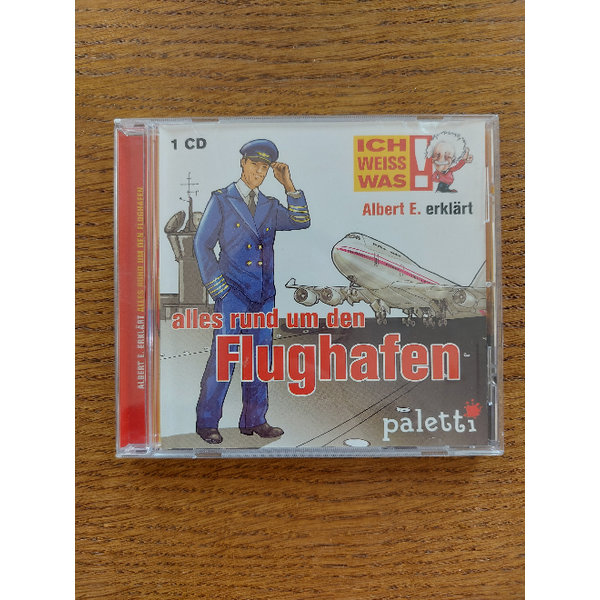 1 CD
ICH
WEISS
WAS!
Albert E. erklärt
alles rund um den
Flughafen
paletti
ALBERT E. ERKLÄRT ALLES RUND UM DEN FLUGHAFEN